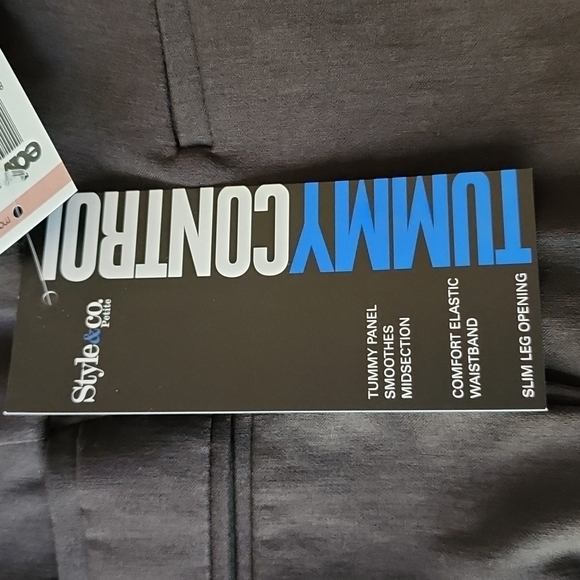 Style&co.
Petite
TUMMYCONTROL
TUMMY PANEL
SMOOTHES
MIDSECTION
COMFORT ELASTIC
WAISTBAND
SLIM LEG OPENING